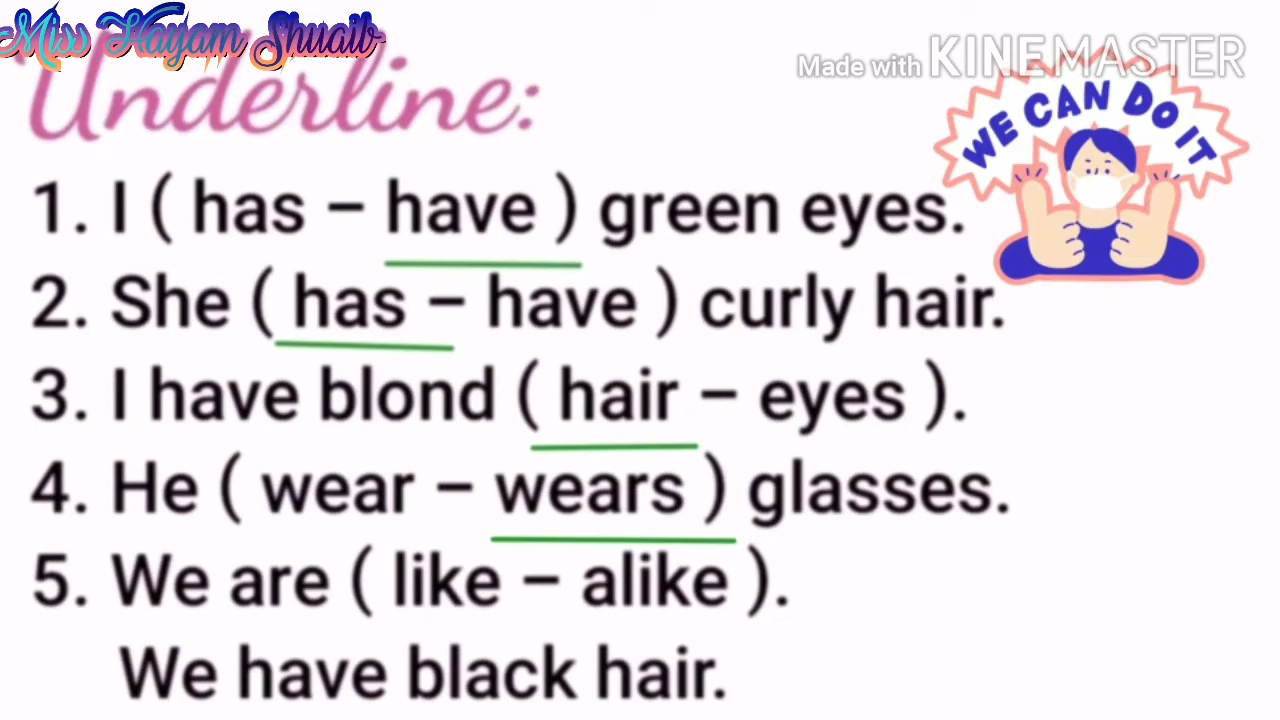 Miss Hayam Shuaib
Made with KINEMASTER
Underline:
WE CAN DO IT
1. I ( has – have ) green eyes.
2. She ( has – have ) curly hair.
3. I have blond ( hair – eyes ).
4. He ( wear – wears ) glasses.
5. We are ( like – alike ).
We have black hair.